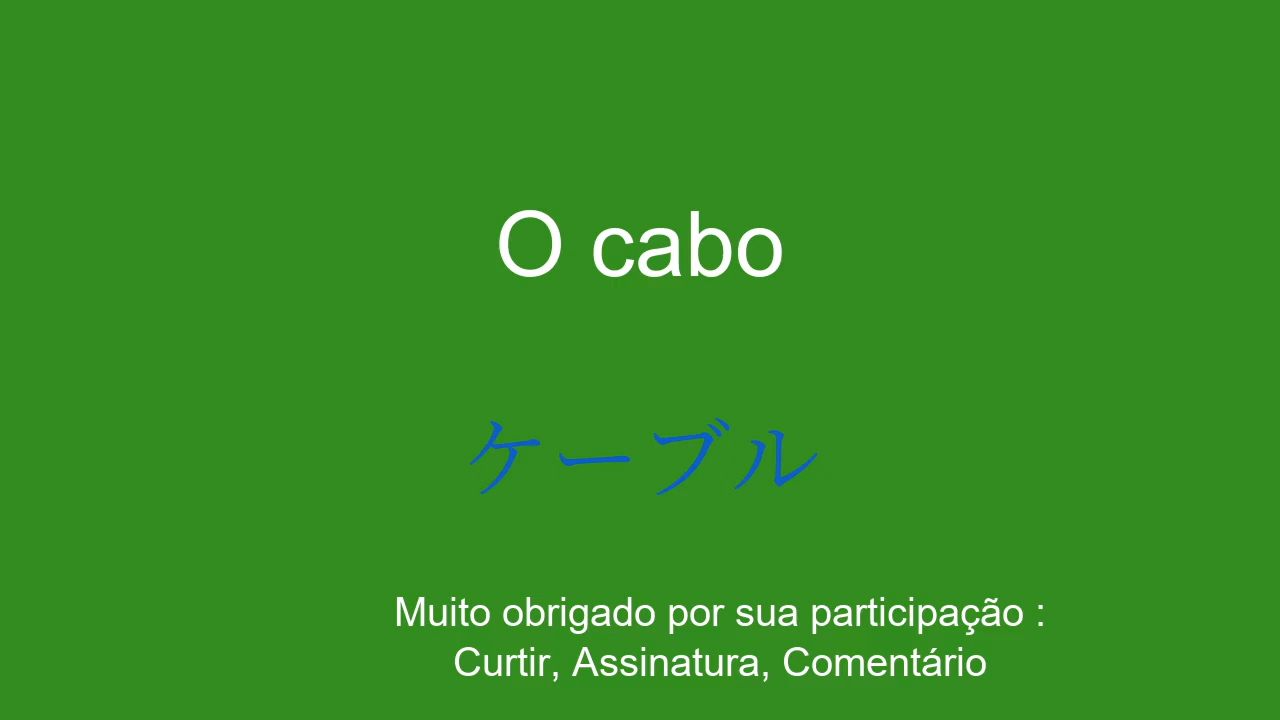 O cabo
ケーブル
Muito obrigado por sua participação :
Curtir, Assinatura, Comentário